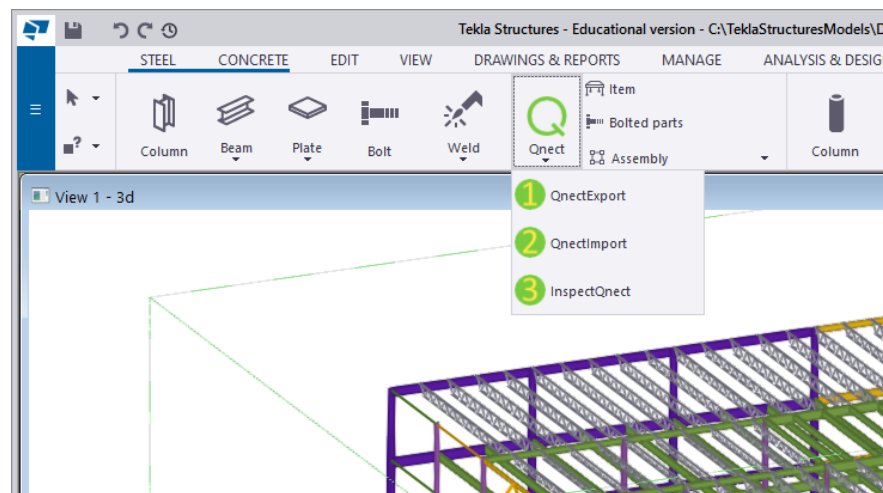 Tekla Structures - Educational version - C:\TeklaStructuresModels\D
STEEL CONCRETE EDIT VIEW DRAWINGS & REPORTS MANAGE ANALYSIS & DESIG
Column Beam Plate Bolt Weld Qnect Item Column
Bolted parts
Assembly
View 1 - 3d
1 QnectExport
2 QnectImport
3 InspectQnect